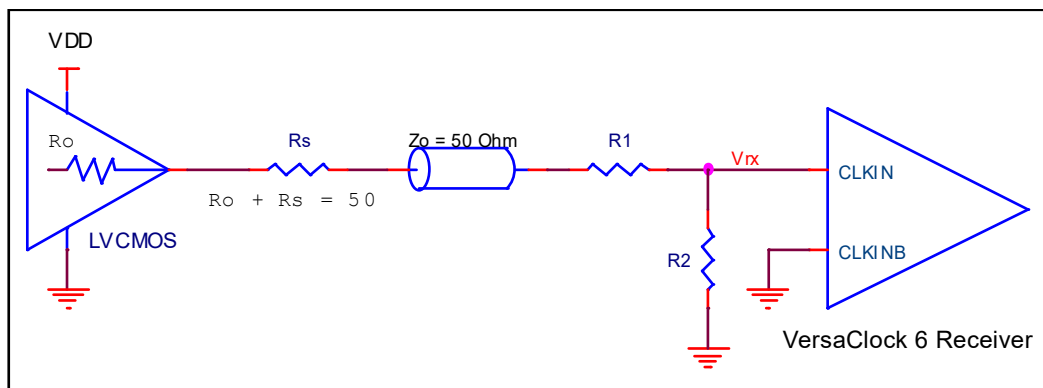 VDD
Ro
Rs
Zo = 50 Ohm
R1
Vrx
CLKIN
Ro + Rs = 50
LVCMOS
R2
CLKINB
VersaClock 6 Receiver